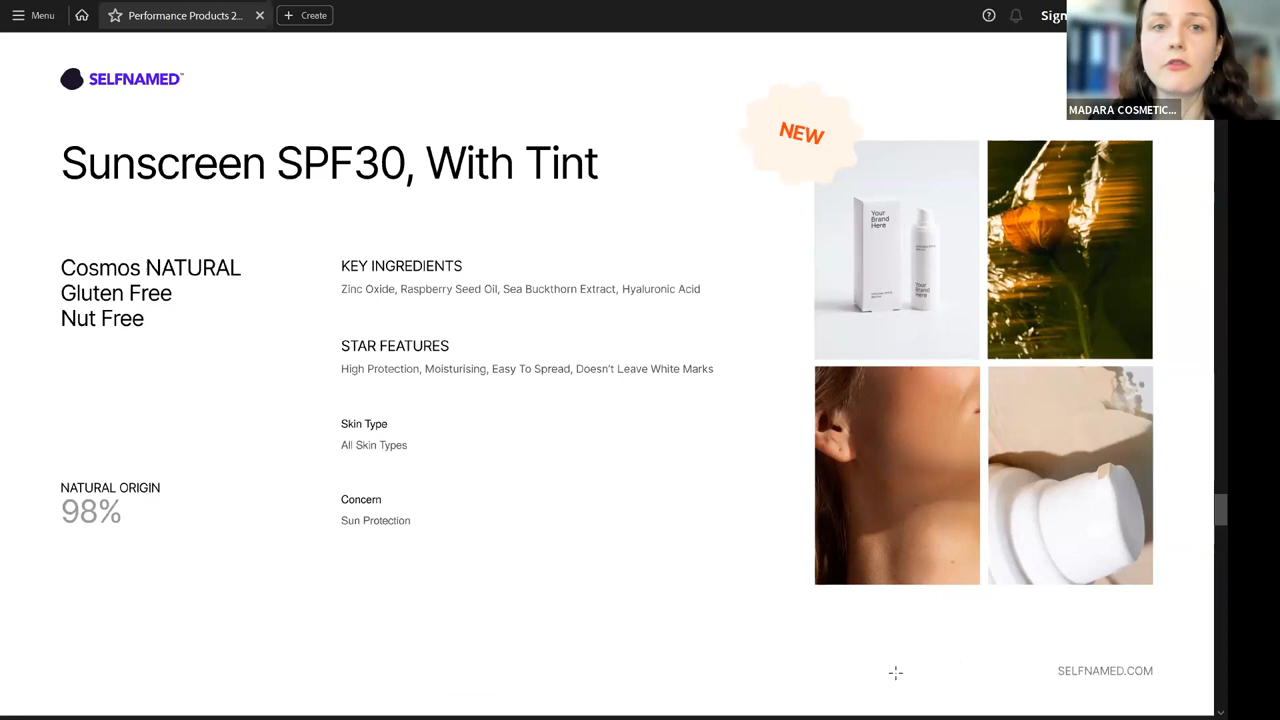 Menu
Performance Products 2...
Create
Sign
MADARA COSMETIC...
SELFNAMED™
NEW
Sunscreen SPF30, With Tint
Cosmos NATURAL
Gluten Free
Nut Free
KEY INGREDIENTS
Zinc Oxide, Raspberry Seed Oil, Sea Buckthorn Extract, Hyaluronic Acid
STAR FEATURES
High Protection, Moisturising, Easy To Spread, Doesn't Leave White Marks
Skin Type
All Skin Types
NATURAL ORIGIN
98%
Concern
Sun Protection
Your
Brand
Here
Your
Brand
Here
SELFNAMED.COM